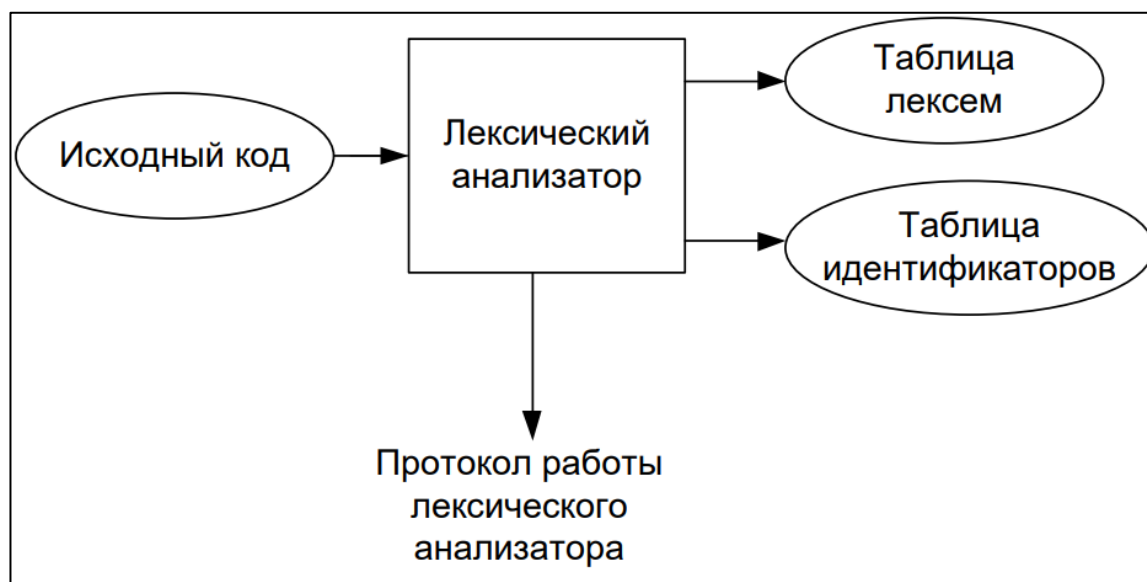 Исходный код
Лексический
анализатор
Таблица
лексем
Таблица
идентификаторов
Протокол работы
лексического
анализатора